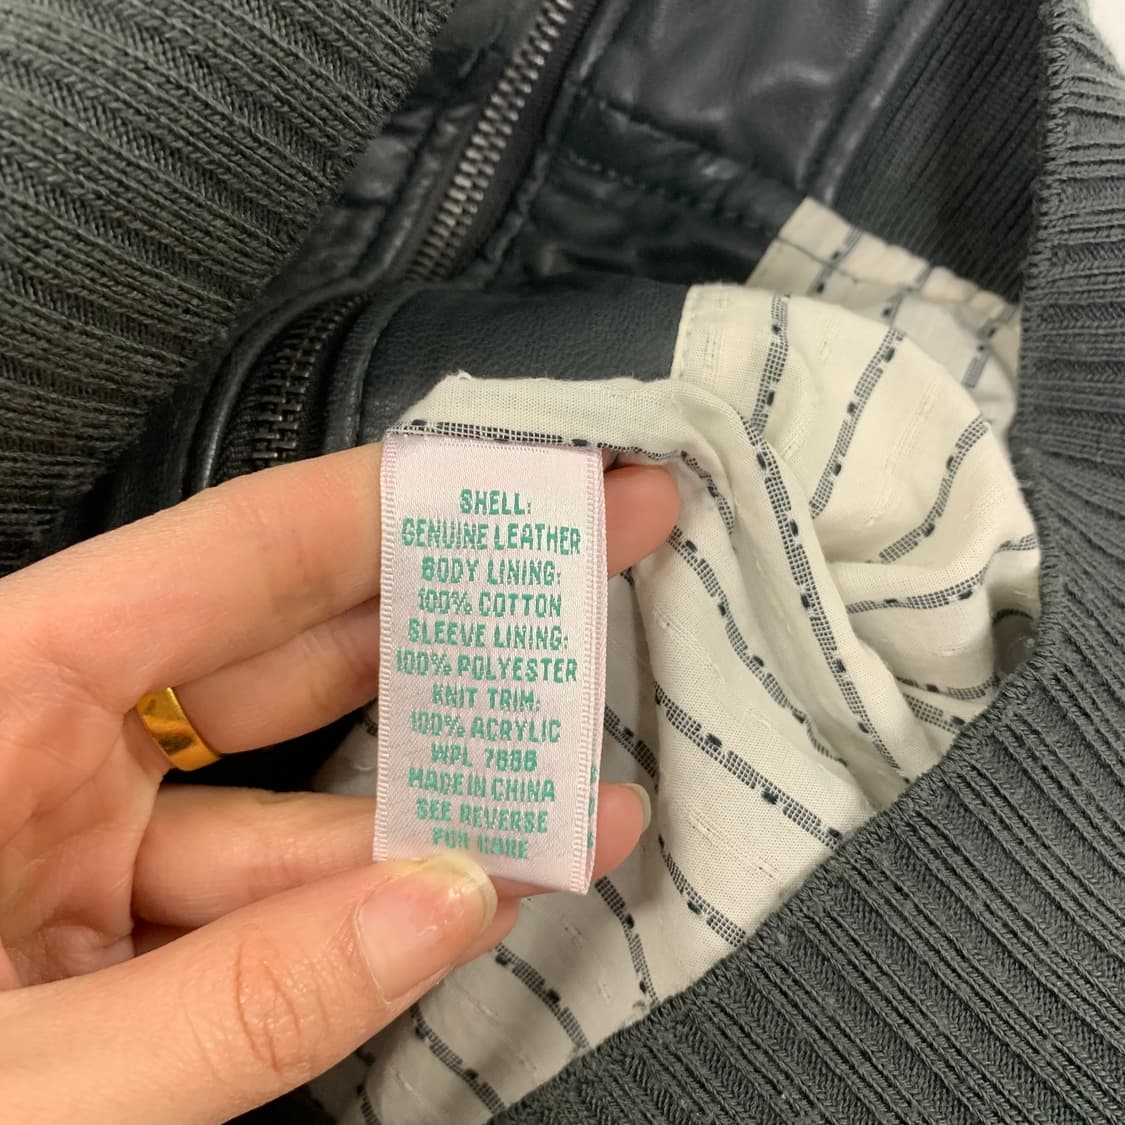 SHELL:
GENUINE LEATHER
BODY LINING:
100% COTTON
SLEEVE LINING:
100% POLYESTER
KNIT TRIM:
100% ACRYLIC
WPL 7888
MADE IN CHINA
SEE REVERSE
FOR CARE